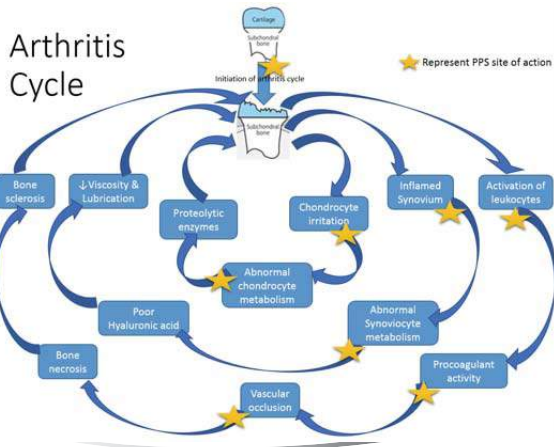 Arthritis
Cycle
Cartilage
Subchondral
bone
Represent PPS site of action
Initiation of arthritis cycle
Subchondral
bone
Bone
sclerosis
↓Viscosity &
Lubrication
Proteolytic
enzymes
Chondrocyte
irritation
Inflamed
Synovium
Activation of
leukocytes
Abnormal
chondrocyte
metabolism
Poor
Hyaluronic acid
Abnormal
Synoviocyte
metabolism
Bone
necrosis
Vascular
occlusion
Procoagulant
activity